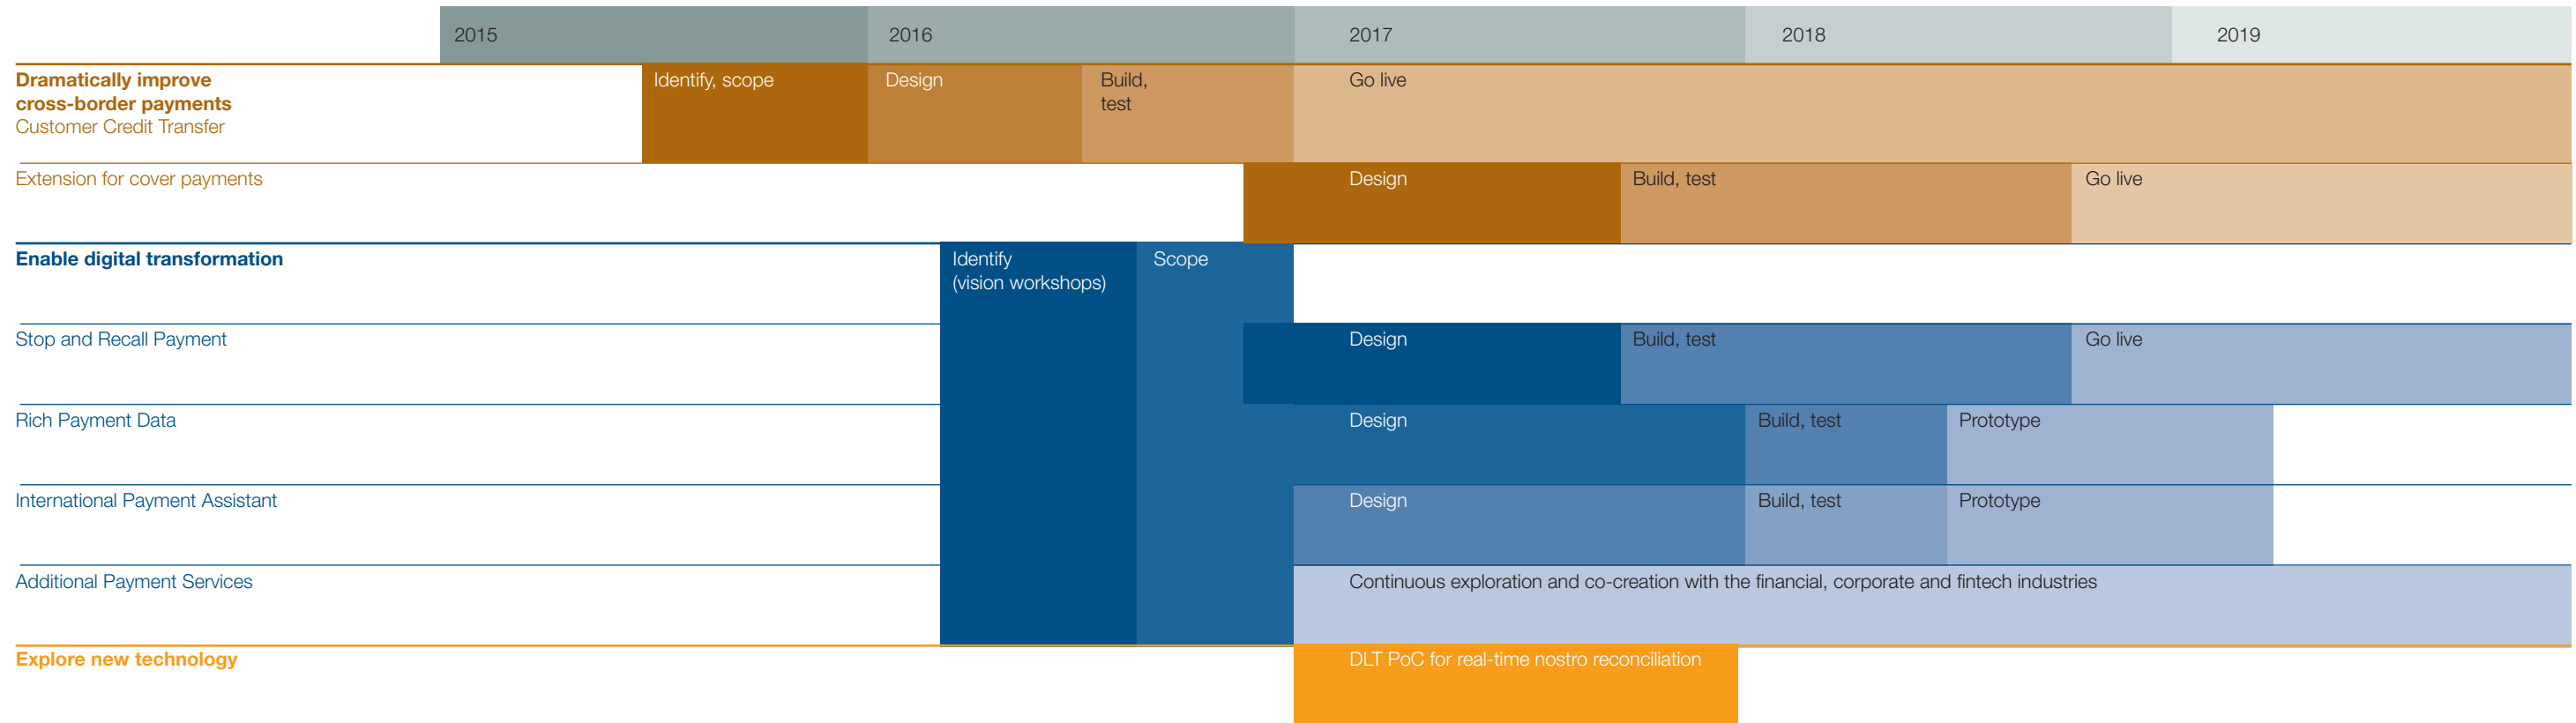 2015 2016 2017 2018 2019
Dramatically improve
cross-border payments
Customer Credit Transfer
Identify, scope
Design
Build,
test
Go live
Extension for cover payments
Design
Build, test
Go live
Enable digital transformation
Identify
(vision workshops)
Scope
Stop and Recall Payment
Design
Build, test
Go live
Rich Payment Data
Design
Build, test
Prototype
International Payment Assistant
Design
Build, test
Prototype
Additional Payment Services
Continuous exploration and co-creation with the financial, corporate and fintech industries
Explore new technology
DLT PoC for real-time nostro reconciliation